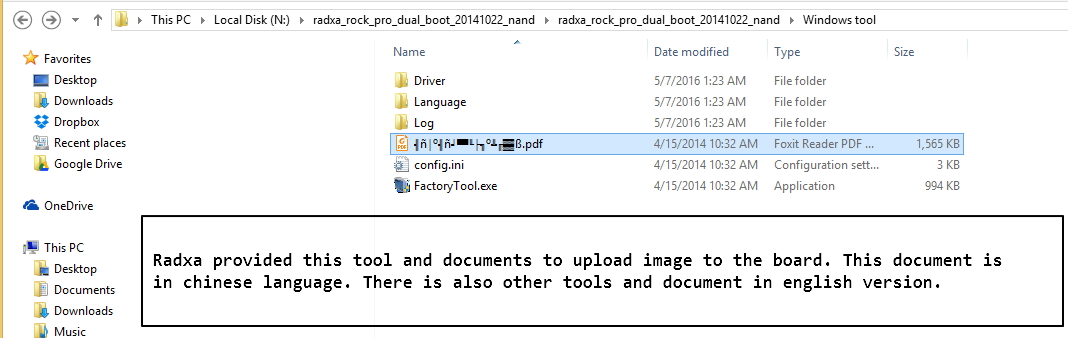 This PC ▸ Local Disk (N:) ▸ radxa_rock_pro_dual_boot_20141022_nand ▸ radxa_rock_pro_dual_boot_20141022_nand ▸ Windows tool
Name Date modified Type Size
Favorites
Desktop
Downloads
Dropbox
Recent places
Google Drive
OneDrive
This PC
Desktop
Documents
Downloads
Music
Driver 5/7/2016 1:23 AM File folder
Language 5/7/2016 1:23 AM File folder
Log 5/7/2016 1:23 AM File folder
.pdf 4/15/2014 10:32 AM Foxit Reader PDF ... 1,565 KB
config.ini 4/15/2014 10:32 AM Configuration sett... 3 KB
FactoryTool.exe 4/15/2014 10:32 AM Application 994 KB
Radxa provided this tool and documents to upload image to the board. This document is
in chinese language. There is also other tools and document in english version.